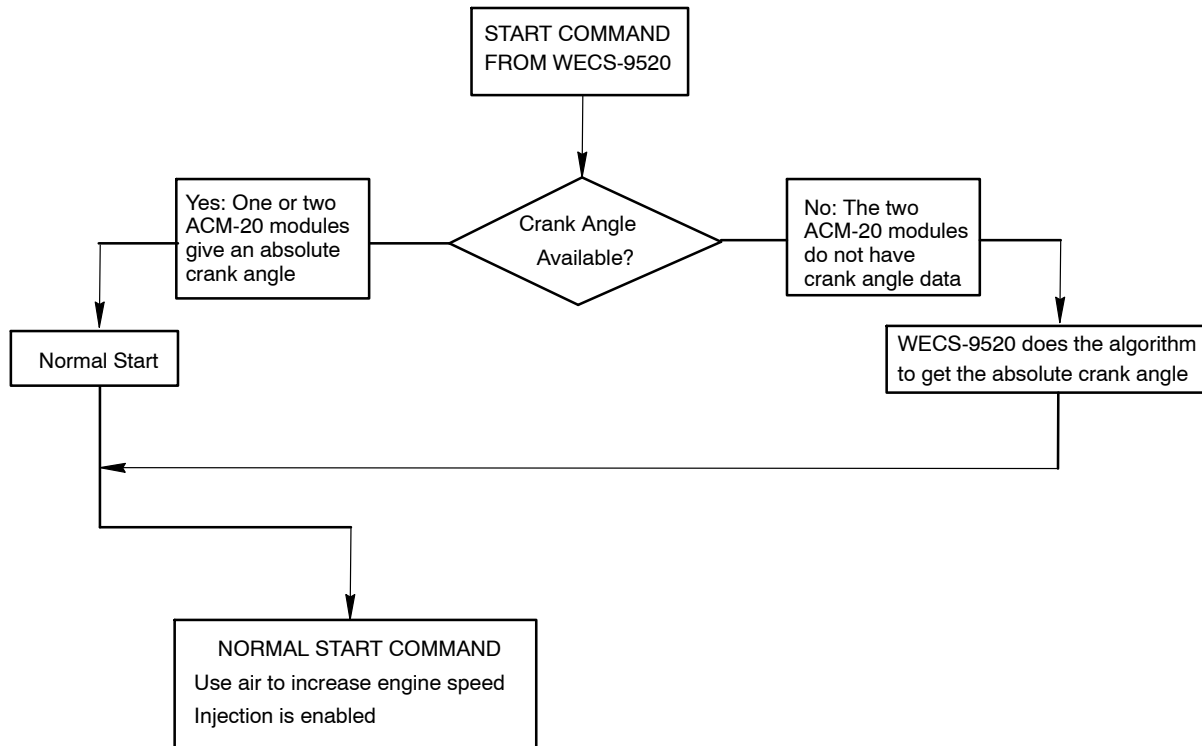 START COMMAND
FROM WECS-9520
Crank Angle
Available?
Yes: One or two
ACM-20 modules
give an absolute
crank angle
No: The two
ACM-20 modules
do not have
crank angle data
Normal Start
WECS-9520 does the algorithm
to get the absolute crank angle
NORMAL START COMMAND
Use air to increase engine speed
Injection is enabled